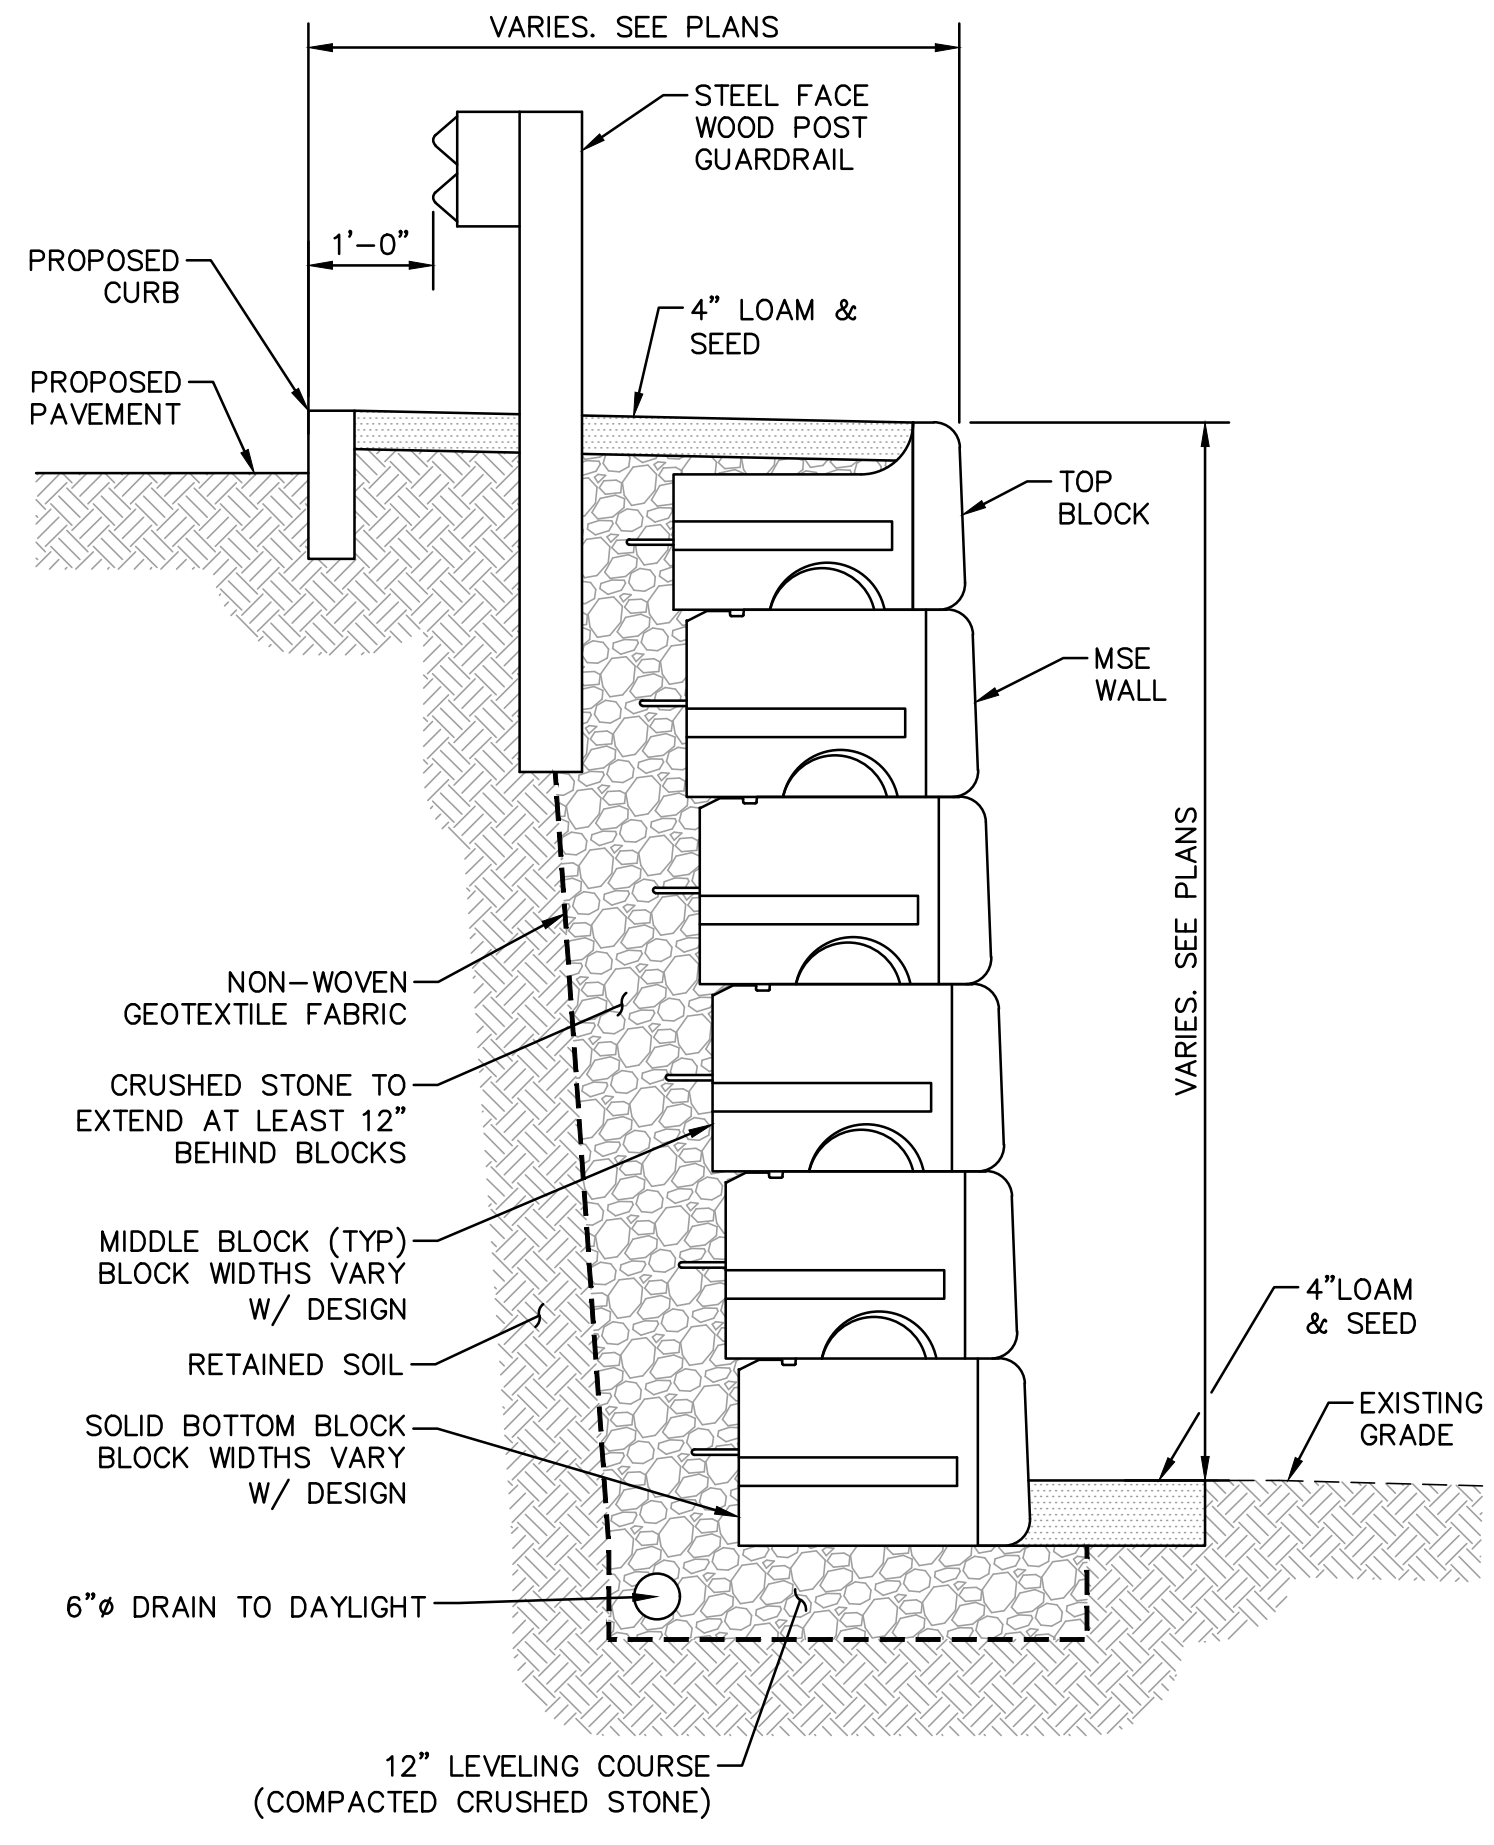 VARIES. SEE PLANS
STEEL FACE
WOOD POST
GUARDRAIL
1'-0"
PROPOSED
CURB
4" LOAM &
SEED
PROPOSED
PAVEMENT
TOP
BLOCK
MSE
WALL
VARIES. SEE PLANS
NON-WOVEN
GEOTEXTILE FABRIC
CRUSHED STONE TO
EXTEND AT LEAST 12"
BEHIND BLOCKS
MIDDLE BLOCK (TYP)
BLOCK WIDTHS VARY
W/ DESIGN
RETAINED SOIL
4"LOAM
& SEED
EXISTING
GRADE
SOLID BOTTOM BLOCK
BLOCK WIDTHS VARY
W/ DESIGN
6"ø DRAIN TO DAYLIGHT
12" LEVELING COURSE
(COMPACTED CRUSHED STONE)